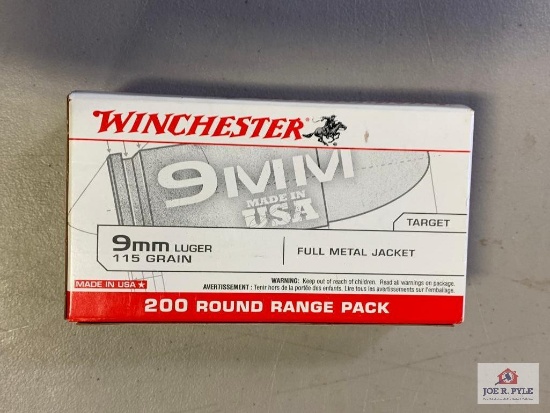 WINCHESTER
9MM
MADE IN
USA
TARGET
9mm LUGER
115 GRAIN
FULL METAL JACKET
WARNING: Keep out of reach of children. Read all warnings on package.
AVERTISSEMENT: Tenir hors de la portée des enfants. Lire tous les avertissements sur l'emballage.
MADE IN USA
200 ROUND RANGE PACK
JOE R. PYLE